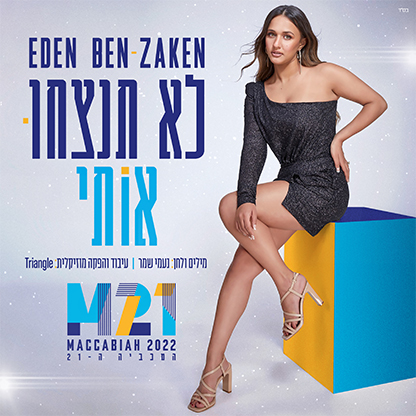 בס״ד
EDEN BEN-ZAKEN
לא תנצחו
אותי
מילים ולחן: נעמי שמר | עיבוד והפקה מוזיקלית: Triangle
M21
MACCABIAH 2022
המכביה ה-21